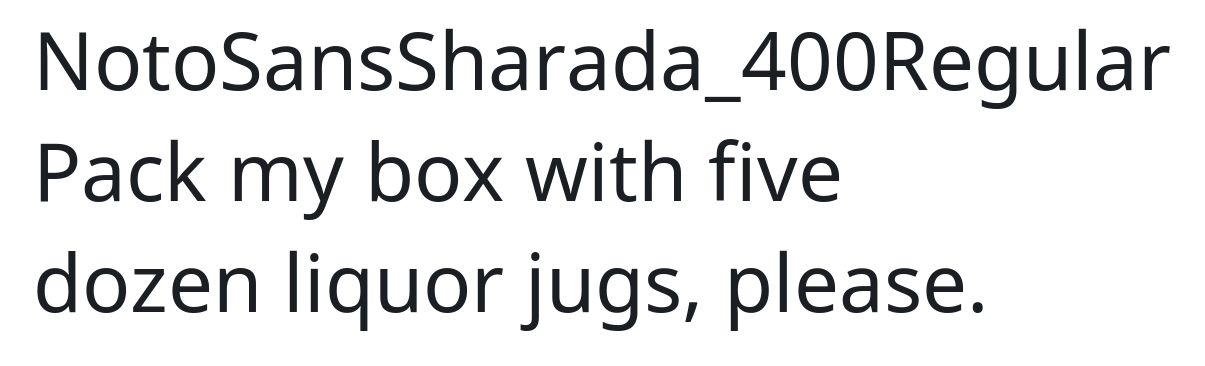 NotoSansSharada_400Regular
Pack my box with five
dozen liquor jugs, please.